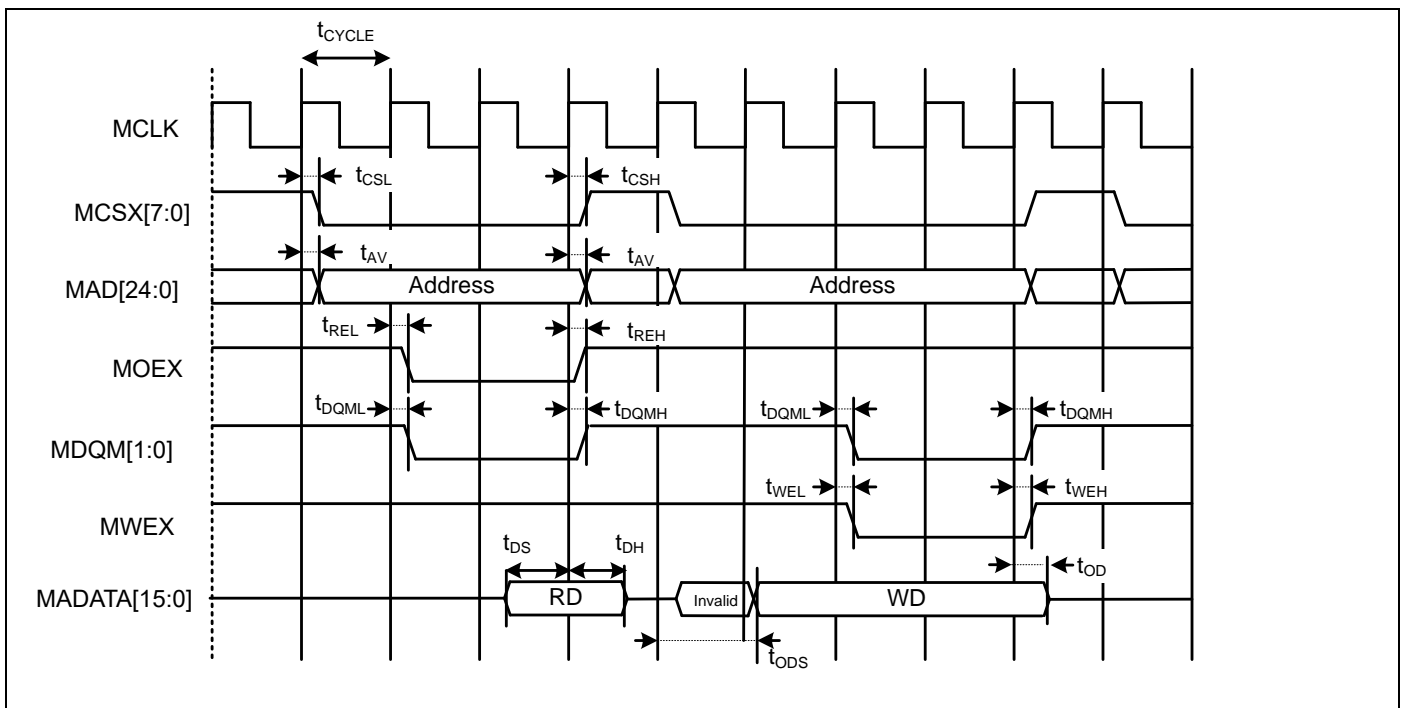 tCYCLE
MCLK
tCSL tCSH
MCSX[7:0]
tAV tAV
MAD[24:0] Address Address
tREL tREH
MOEX
tDQML tDQMH tDQML tDQMH
MDQM[1:0]
tWEL tWEH
MWEX
tDS tDH tOD
MADATA[15:0] RD Invalid WD
tODS